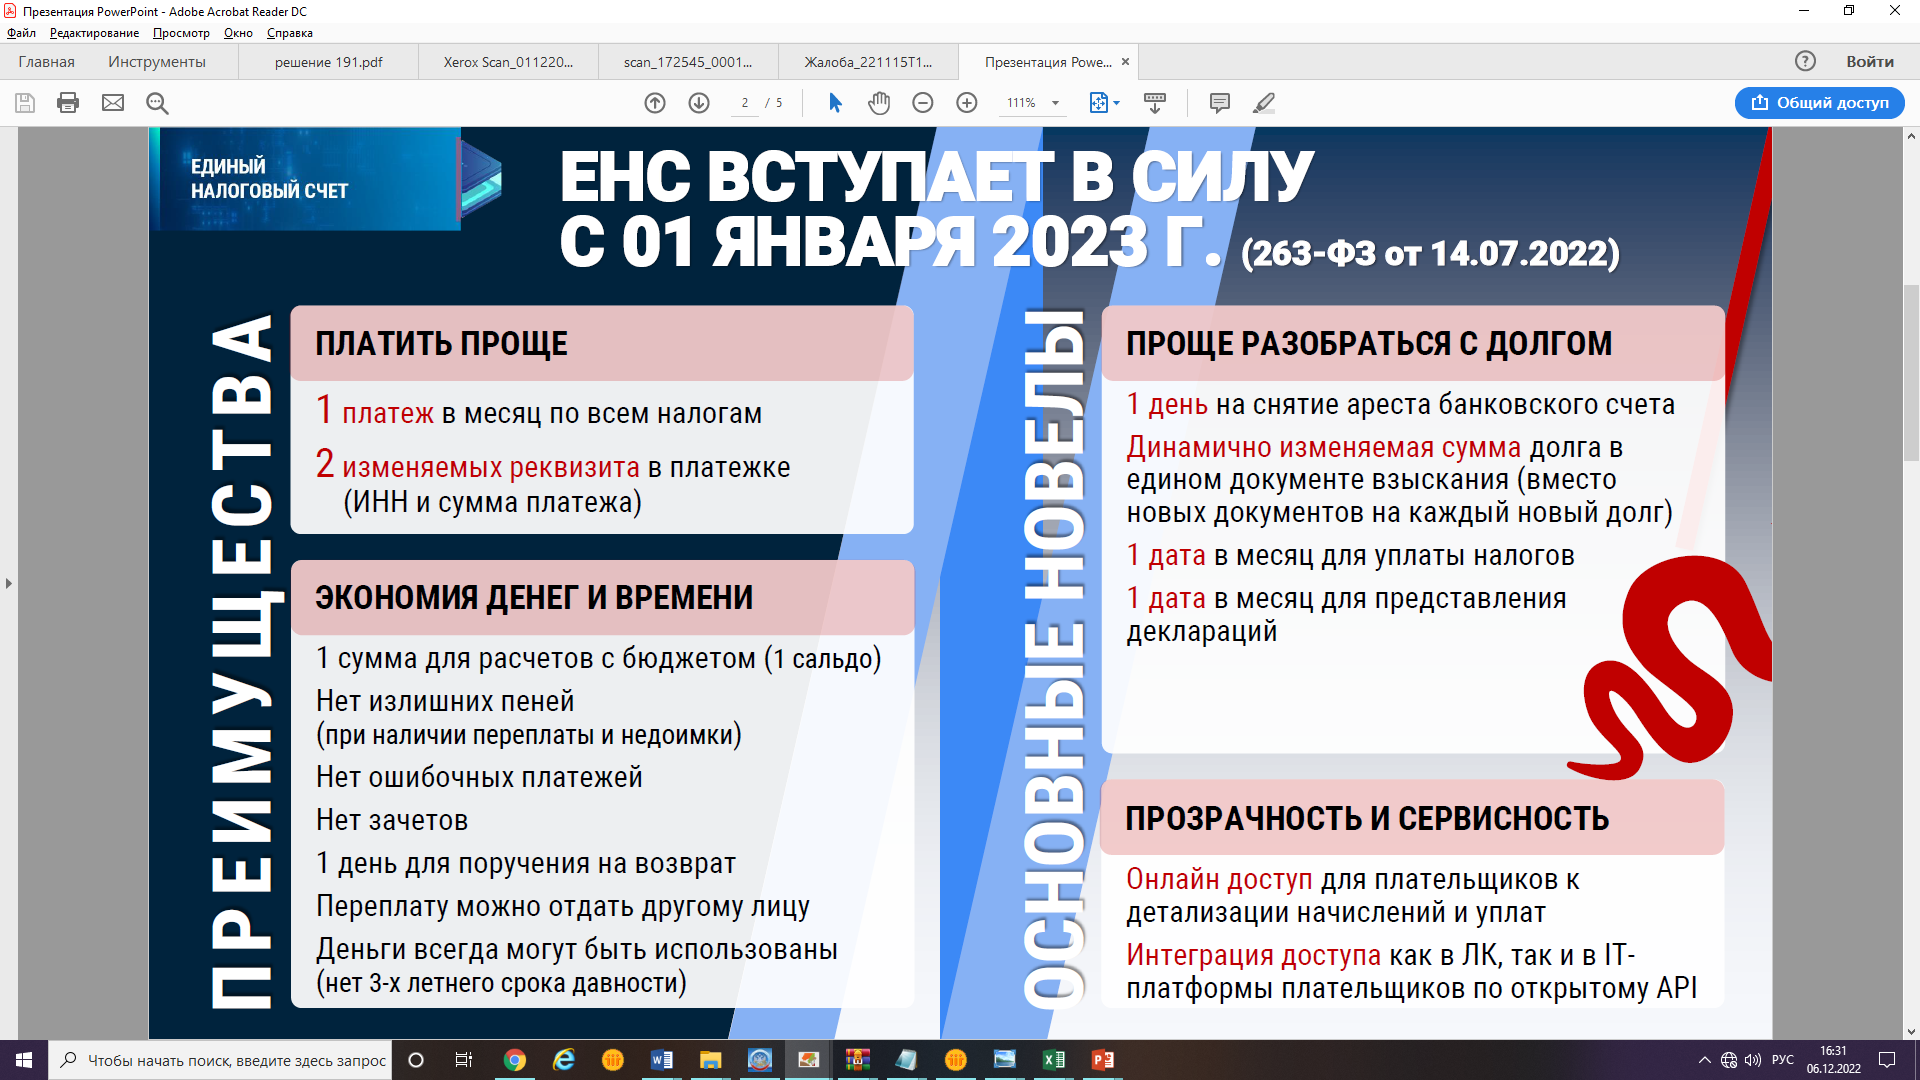 Презентация PowerPoint - Adobe Acrobat Reader DC
Файл Редактирование Просмотр Окно Справка
Главная Инструменты решение 191.pdf Xerox Scan_011220... scan_172545_0001... Жалоба_221115Т1... Презентация Powe... × ? Войти
2 / 5 111% Общий доступ
ЕДИНЫЙ
НАЛОГОВЫЙ СЧЕТ
ЕНС ВСТУПАЕТ В СИЛУ
С 01 ЯНВАРЯ 2023 Г. (263-ФЗ от 14.07.2022)
ПРЕИМУЩЕСТВА
ПЛАТИТЬ ПРОЩЕ
1 платеж в месяц по всем налогам
2 изменяемых реквизита в платежке
(ИНН и сумма платежа)
ЭКОНОМИЯ ДЕНЕГ И ВРЕМЕНИ
1 сумма для расчетов с бюджетом (1 сальдо)
Нет излишних пеней
(при наличии переплаты и недоимки)
Нет ошибочных платежей
Нет зачетов
1 день для поручения на возврат
Переплату можно отдать другому лицу
Деньги всегда могут быть использованы
(нет 3-х летнего срока давности)
ОСНОВНЫЕ НОВЕЛЫ
ПРОЩЕ РАЗОБРАТЬСЯ С ДОЛГОМ
1 день на снятие ареста банковского счета
Динамично изменяемая сумма долга в
едином документе взыскания (вместо
новых документов на каждый новый долг)
1 дата в месяц для уплаты налогов
1 дата в месяц для представления
деклараций
ПРОЗРАЧНОСТЬ И СЕРВИСНОСТЬ
Онлайн доступ для плательщиков к
детализации начислений и уплат
Интеграция доступа как в ЛК, так и в IT-
платформы плательщиков по открытому API
Чтобы начать поиск, введите здесь запрос
РУС
16:31
06.12.2022